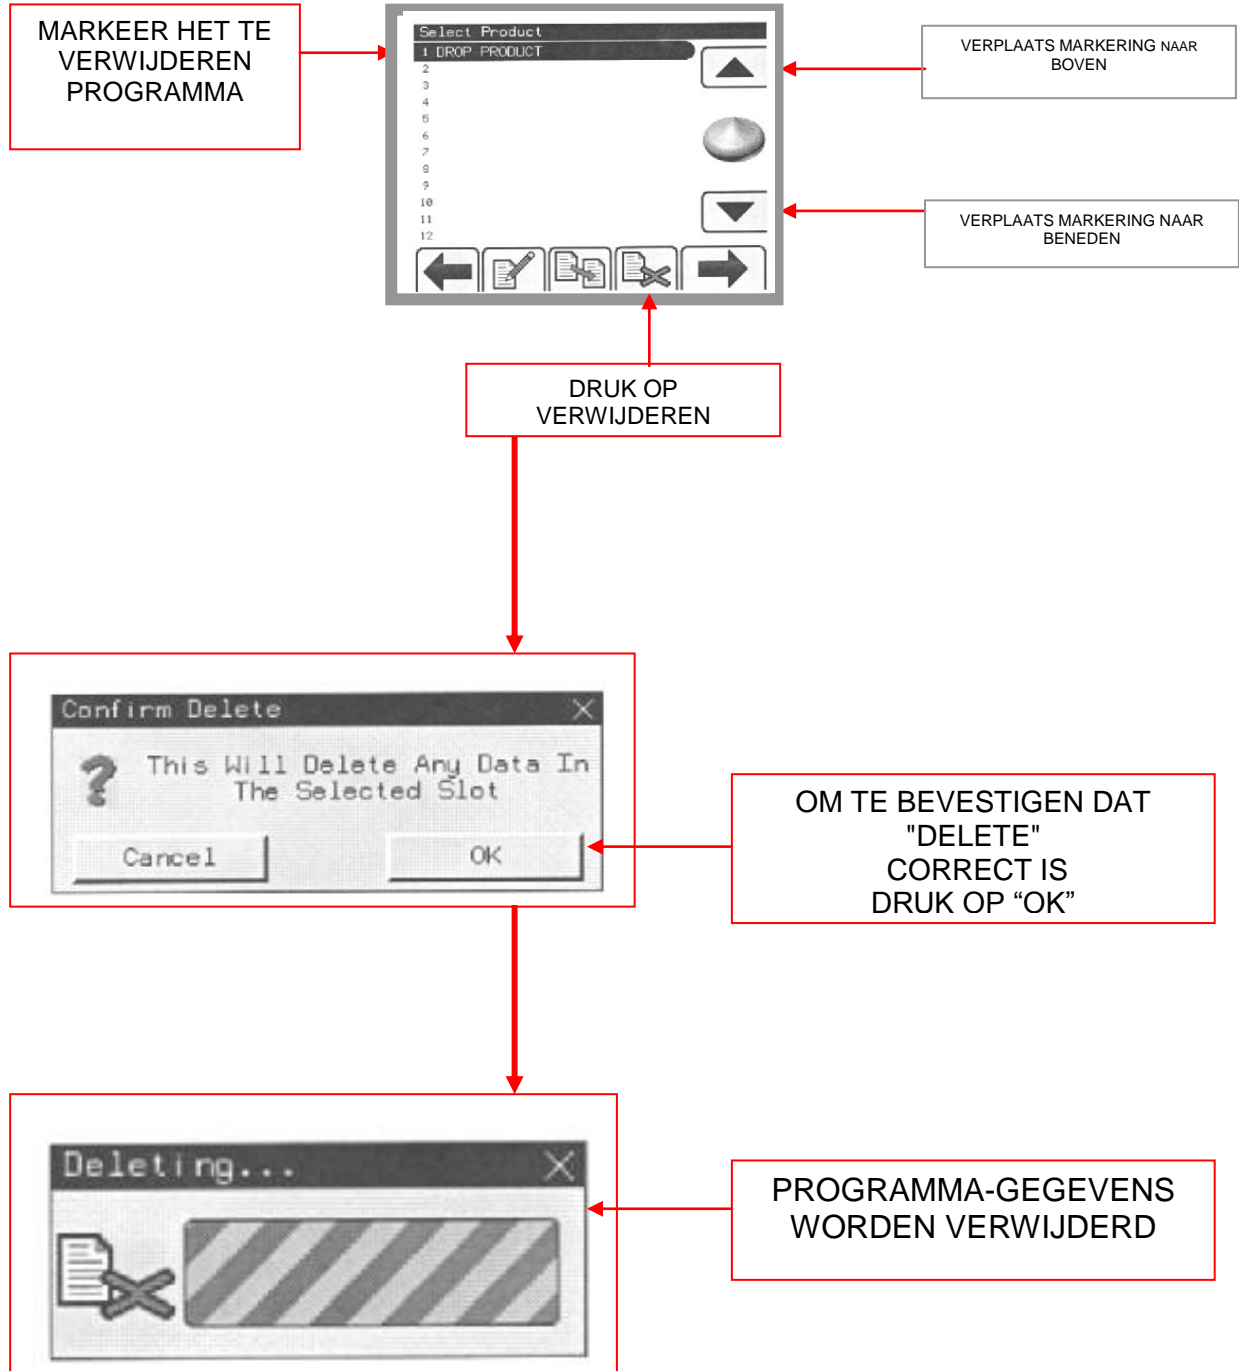 MARKEER HET TE
VERWIJDEREN
PROGRAMMA
Select Product
1 DROP PRODUCT
2
3
4
5
6
7
8
9
10
11
12
VERPLAATS MARKERING NAAR
BOVEN
VERPLAATS MARKERING NAAR
BENEDEN
DRUK OP
VERWIJDEREN
Confirm Delete
This Will Delete Any Data In
The Selected Slot
Cancel
OK
OM TE BEVESTIGEN DAT
"DELETE"
CORRECT IS
DRUK OP “OK”
Deleting...
PROGRAMMA-GEGEVENS
WORDEN VERWIJDERD